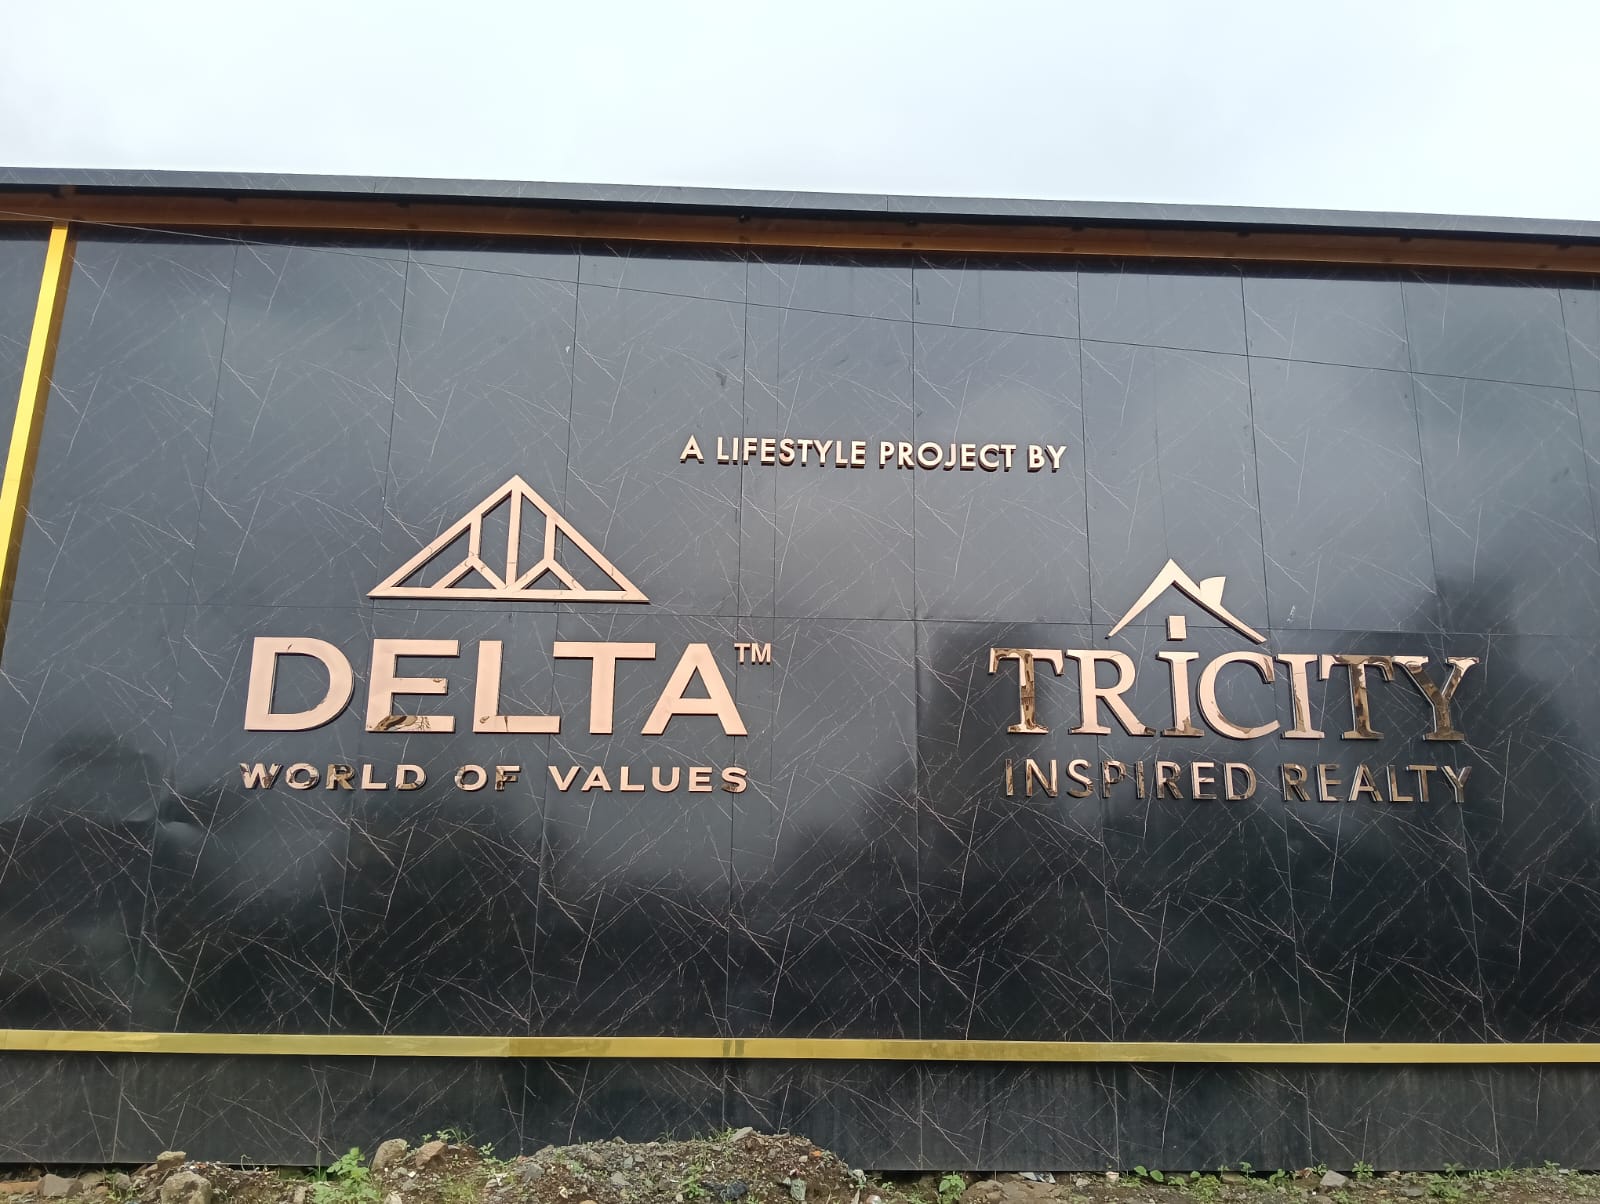 A LIFESTYLE PROJECT BY
DELTA™
WORLD OF VALUES
TRICITY
INSPIRED REALTY